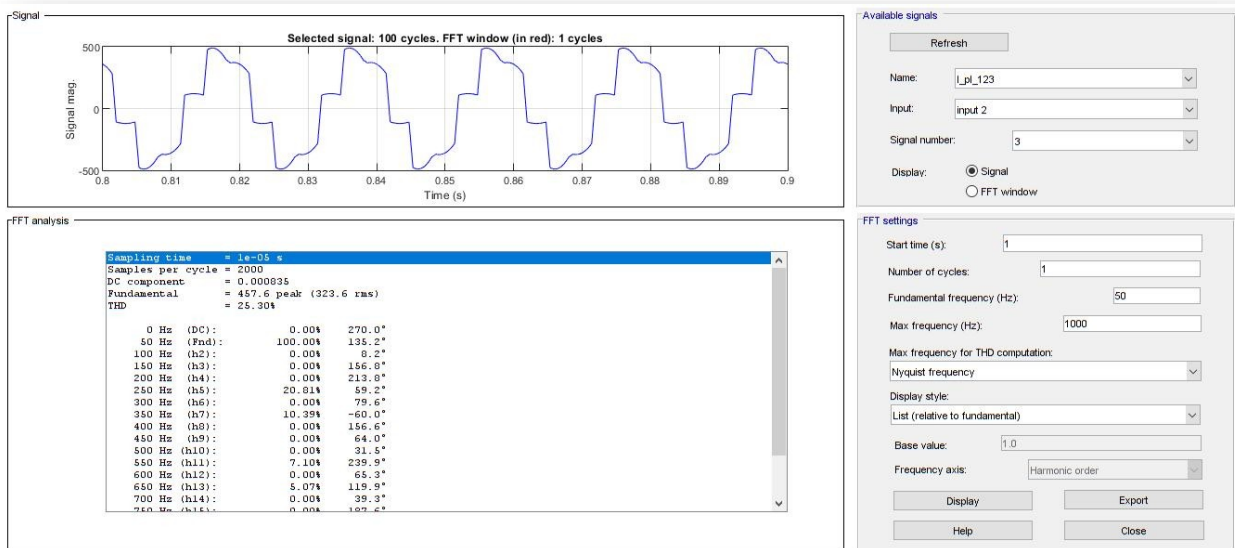 Signal
Selected signal: 100 cycles. FFT window (in red): 1 cycles
500
0
-500
Signal mag.
0.8 0.81 0.82 0.83 0.84 0.85 0.86 0.87 0.88 0.89 0.9
Time (s)
FFT analysis
Sampling time = 1e-05 s
Samples per cycle = 2000
DC component = 0.000835
Fundamental = 457.6 peak (323.6 rms)
THD = 25.30%
0 Hz (DC): 0.00% 270.0°
50 Hz (Fnd): 100.00% 135.2°
100 Hz (h2): 0.00% 8.2°
150 Hz (h3): 0.00% 156.8°
200 Hz (h4): 0.00% 213.8°
250 Hz (h5): 20.81% 59.2°
300 Hz (h6): 0.00% 79.6°
350 Hz (h7): 10.39% -60.0°
400 Hz (h8): 0.00% 156.6°
450 Hz (h9): 0.00% 64.0°
500 Hz (h10): 0.00% 31.5°
550 Hz (h11): 7.10% 239.9°
600 Hz (h12): 0.00% 65.3°
650 Hz (h13): 5.07% 119.9°
700 Hz (h14): 0.00% 39.3°
750 Hz (h15): 0.00% 187.6°
Available signals
Refresh
Name: I_pl_123
Input: input 2
Signal number: 3
Display: Signal
FFT window
FFT settings
Start time (s): 1
Number of cycles: 1
Fundamental frequency (Hz): 50
Max frequency (Hz): 1000
Max frequency for THD computation:
Nyquist frequency
Display style:
List (relative to fundamental)
Base value: 1.0
Frequency axis: Harmonic order
Display Export
Help Close